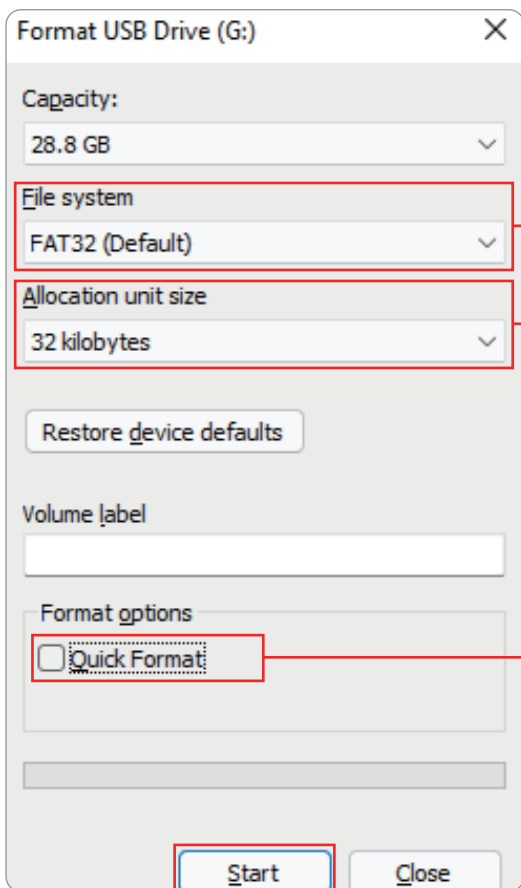 Format USB Drive (G:)
Capacity:
28.8 GB
File system
FAT32 (Default)
Allocation unit size
32 kilobytes
Restore device defaults
Volume label
Format options
Quick Format
Start Close